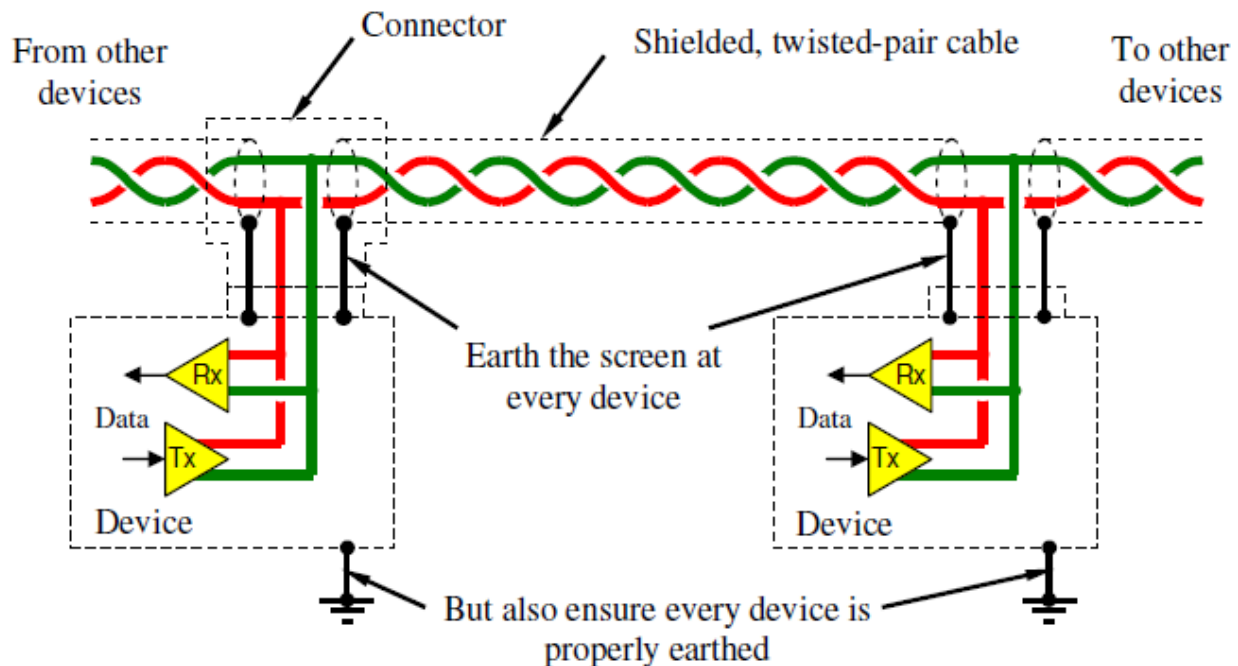 From other
devices
Connector
Shielded, twisted-pair cable
To other
devices
Earth the screen at
every device
Rx
Data
Tx
Device
Rx
Data
Tx
Device
But also ensure every device is
properly earthed